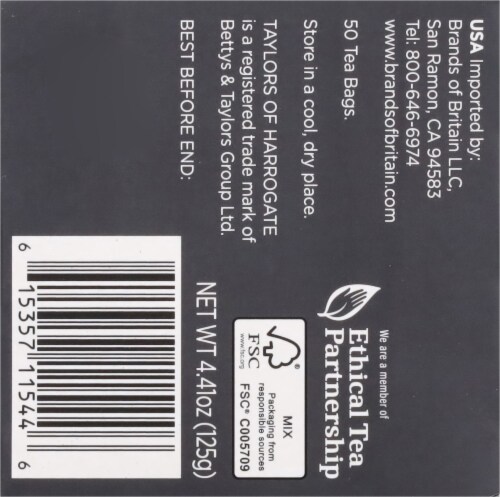 USA Imported by:
Brands of Britain LLC,
San Ramon, CA 94583
Tel: 800-646-6974
www.brandsofbritain.com
50 Tea Bags.
Store in a cool, dry place.
TAYLORS OF HARROGATE
is a registered trade mark of
Bettys & Taylors Group Ltd.
BEST BEFORE END:
We are a member of
Ethical Tea
Partnership
FSC
www.fsc.org
MIX
Packaging from
responsible sources
FSC® C005709
NET WT 4.41oz (125g)
6 15357 11544 6